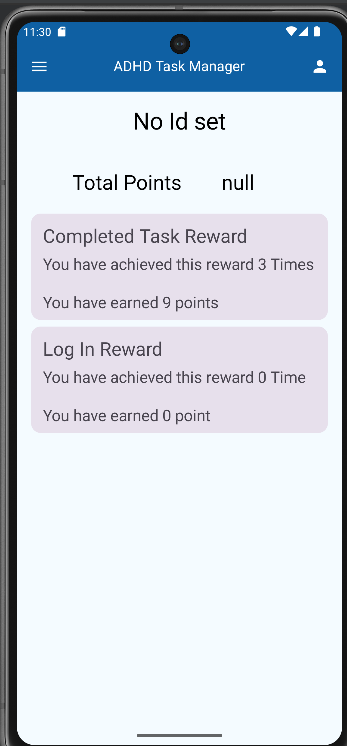 11:30
ADHD Task Manager
No Id set
Total Points null
Completed Task Reward
You have achieved this reward 3 Times
You have earned 9 points
Log In Reward
You have achieved this reward 0 Time
You have earned 0 point